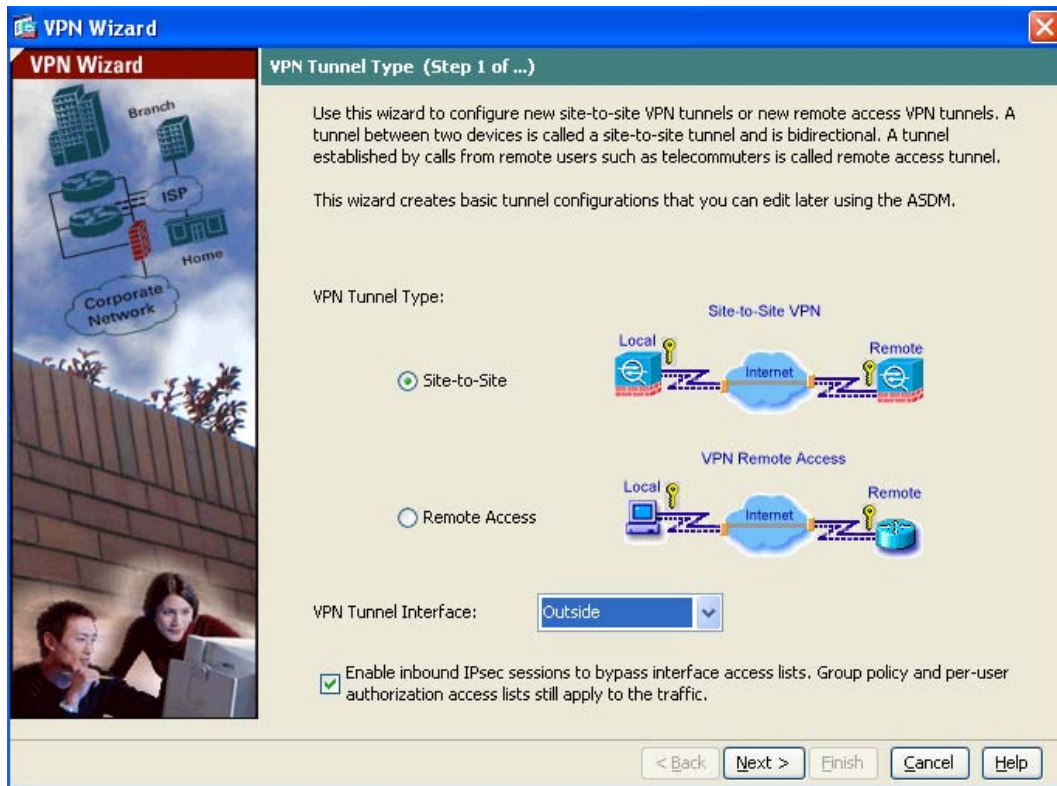 VPN Wizard
VPN Wizard
Branch
ISP
Home
Corporate
Network
VPN Tunnel Type (Step 1 of ...)
Use this wizard to configure new site-to-site VPN tunnels or new remote access VPN tunnels. A
tunnel between two devices is called a site-to-site tunnel and is bidirectional. A tunnel
established by calls from remote users such as telecommuters is called remote access tunnel.
This wizard creates basic tunnel configurations that you can edit later using the ASDM.
VPN Tunnel Type:
Site-to-Site VPN
Local
Remote
Internet
Site-to-Site
VPN Remote Access
Local
Remote
Internet
Remote Access
VPN Tunnel Interface:
Outside
Enable inbound IPsec sessions to bypass interface access lists. Group policy and per-user
authorization access lists still apply to the traffic.
< Back
Next >
Finish
Cancel
Help